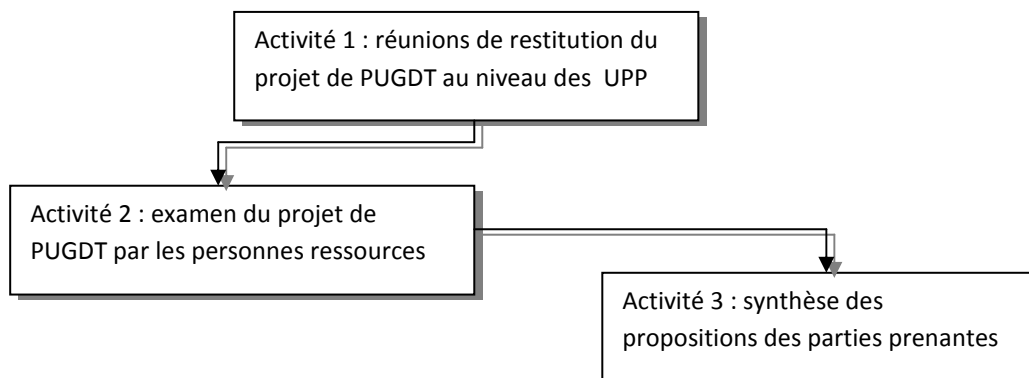 Activité 1 : réunions de restitution du
projet de PUGDT au niveau des UPP
Activité 2 : examen du projet de
PUGDT par les personnes ressources
Activité 3 : synthèse des
propositions des parties prenantes